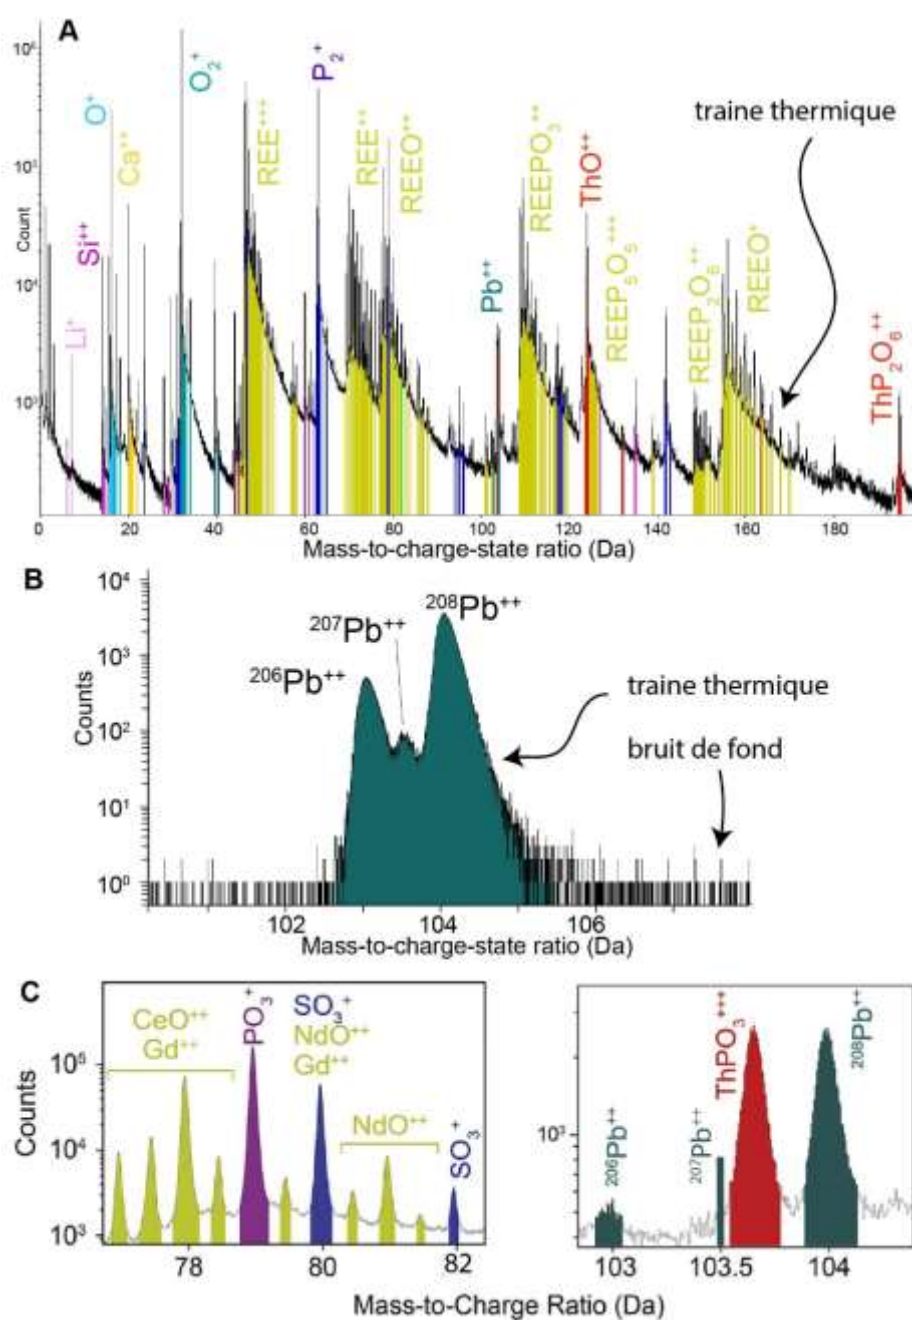 A
O⁺
Ca⁺⁺
Si⁺⁺
Li⁺
O₂⁺
REE⁺⁺⁺
P₂⁺
REE⁺⁺
REEO⁺⁺
Pb⁺⁺
REEPO₃⁺⁺
ThO⁺⁺
REEP₅O₅⁺⁺⁺
REEP₂O₆⁺⁺
REEO⁺
ThP₂O₆⁺⁺
traine thermique
Count
10⁶
10⁵
10⁴
10³
0 20 40 60 80 100 120 140 160 180
Mass-to-charge-state ratio (Da)
B
10⁴
10³
10²
10¹
10⁰
Counts
²⁰⁶Pb⁺⁺
²⁰⁷Pb⁺⁺
²⁰⁸Pb⁺⁺
traine thermique
bruit de fond
102 104 106
Mass-to-charge-state ratio (Da)
C
Counts
10⁵
10⁴
10³
CeO⁺⁺
Gd⁺⁺
PO₃⁺
SO₃⁺
NdO⁺⁺
Gd⁺⁺
NdO⁺⁺
SO₃⁺
78 80 82
10³
²⁰⁶Pb⁺⁺
²⁰⁷Pb⁺⁺
ThPO₃⁺⁺⁺
²⁰⁸Pb⁺⁺
103 103.5 104
Mass-to-Charge Ratio (Da)